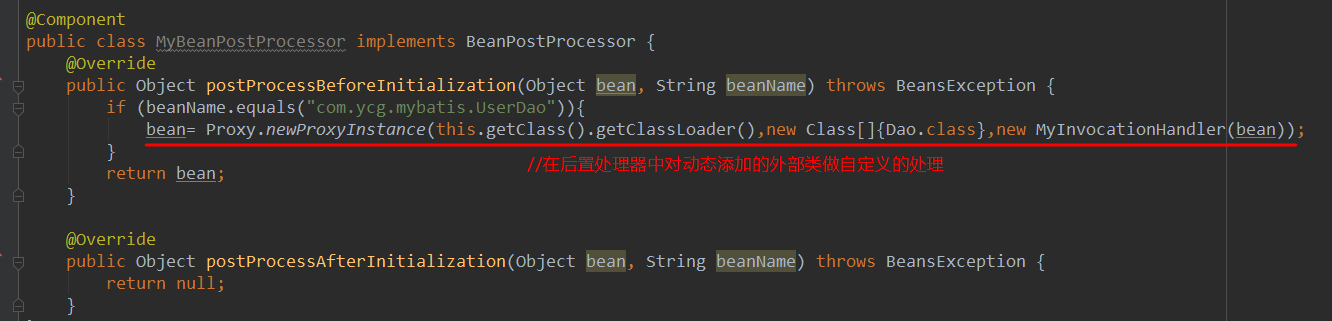 @Component
public class MyBeanPostProcessor implements BeanPostProcessor {
@Override
public Object postProcessBeforeInitialization(Object bean, String beanName) throws BeansException {
if (beanName.equals("com.ycg.mybatis.UserDao")){
bean= Proxy.newProxyInstance(this.getClass().getClassLoader(),new Class[]{Dao.class},new MyInvocationHandler(bean));
}
//在后置处理器中对动态添加的外部类做自定义的处理
return bean;
}
@Override
public Object postProcessAfterInitialization(Object bean, String beanName) throws BeansException {
return null;
}